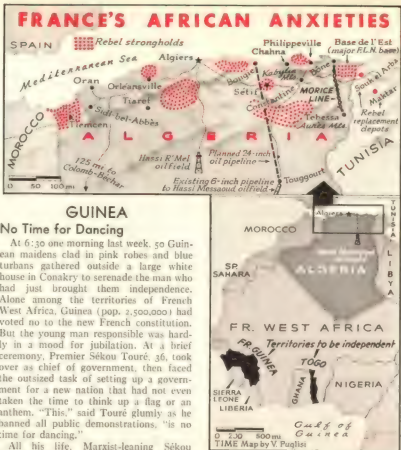 FRANCE'S AFRICAN ANXIETIES
SPAIN
Rebel strongholds
Mediterranean Sea
Algiers
Philippeville
Chahna
Base de l'Est
(major F.L.N. base)
Oran
Orléansville
Bougie
Kabylia
Mts.
Bône
Souk el Arba
Tiaret
Sétif
Constantine
MORICE
LINE
Maktar
Sidi-bel-Abbès
Tlemcen
Tebessa
Aurès Mts.
Rebel
replacement
depots
ALGERIA
MOROCCO
TUNISIA
125 mi to
Colomb-Bechar
Hassi R'Mel
oilfield
Planned 24-inch
oil pipeline
Existing 6-inch pipeline
to Hassi Messaoud oilfield
Touggourt
0 50 100 mi
GUINEA
No Time for Dancing
At 6:30 one morning last week, 50 Guin-
ean maidens clad in pink robes and blue
turbans gathered outside a large white
house in Conakry to serenade the man who
had just brought them independence.
Alone among the territories of French
West Africa, Guinea (pop. 2,500,000) had
voted no to the new French constitution.
But the young man responsible was hard-
ly in a mood for jubilation. At a brief
ceremony, Premier Sékou Touré, 36, took
over as chief of government, then faced
the outsized task of setting up a govern-
ment for a new nation that had not even
taken the time to think up a flag or an
anthem. "This," said Touré glumly as he
banned all public demonstrations, "is no
time for dancing."
All his life, Marxist-leaning Sékou
Algiers
MOROCCO
TUNISIA
SP.
SAHARA
ALGERIA
LIBYA
FR. WEST AFRICA
Territories to be independent
FR. GUINEA
TOGO
GHANA
NIGERIA
SIERRA
LEONE
LIBERIA
Gulf of
Guinea
0 250 500 mi
TIME Map by V. Puglisi